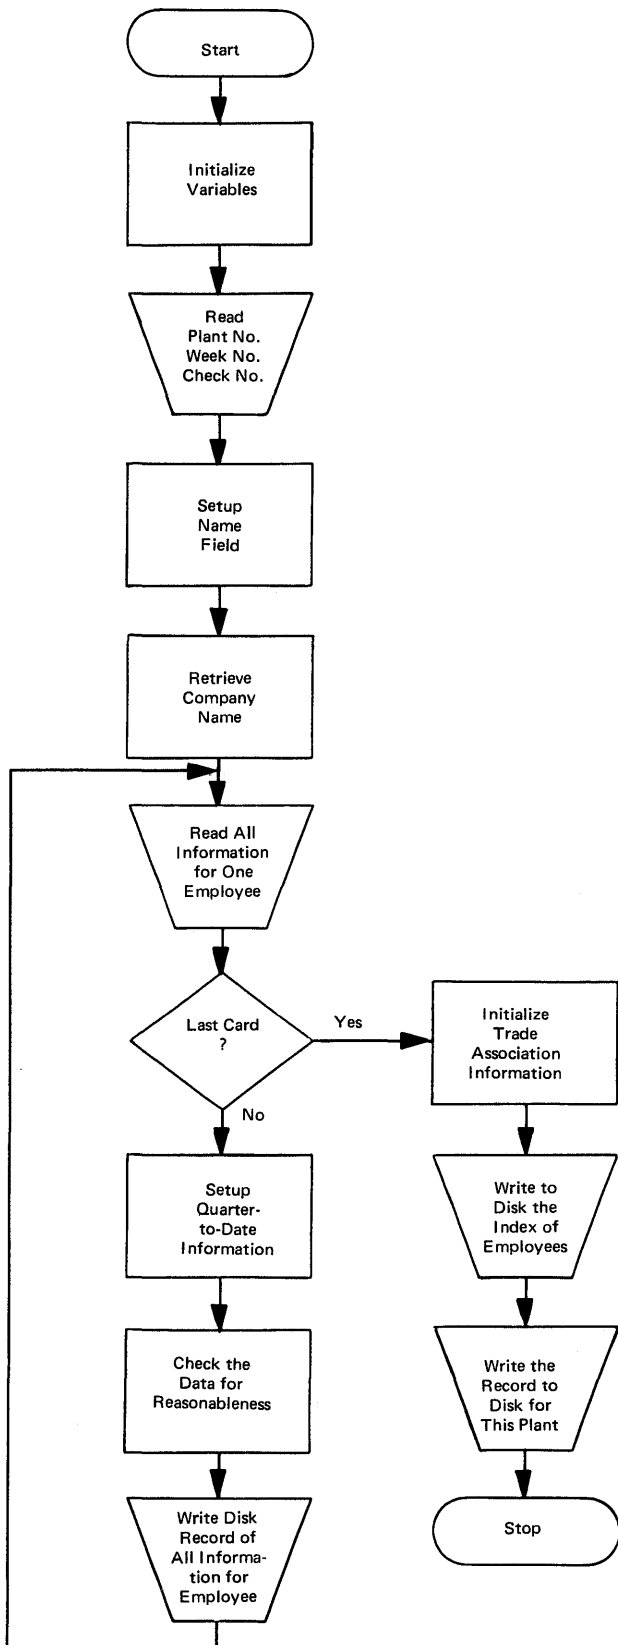 Start
Initialize
Variables
Read
Plant No.
Week No.
Check No.
Setup
Name
Field
Retrieve
Company
Name
Read All
Information
for One
Employee
Last Card
?
Yes
No
Initialize
Trade
Association
Information
Setup
Quarter-
to-Date
Information
Write to
Disk the
Index of
Employees
Check the
Data for
Reasonableness
Write the
Record to
Disk for
This Plant
Write Disk
Record of
All Informa-
tion for
Employee
Stop